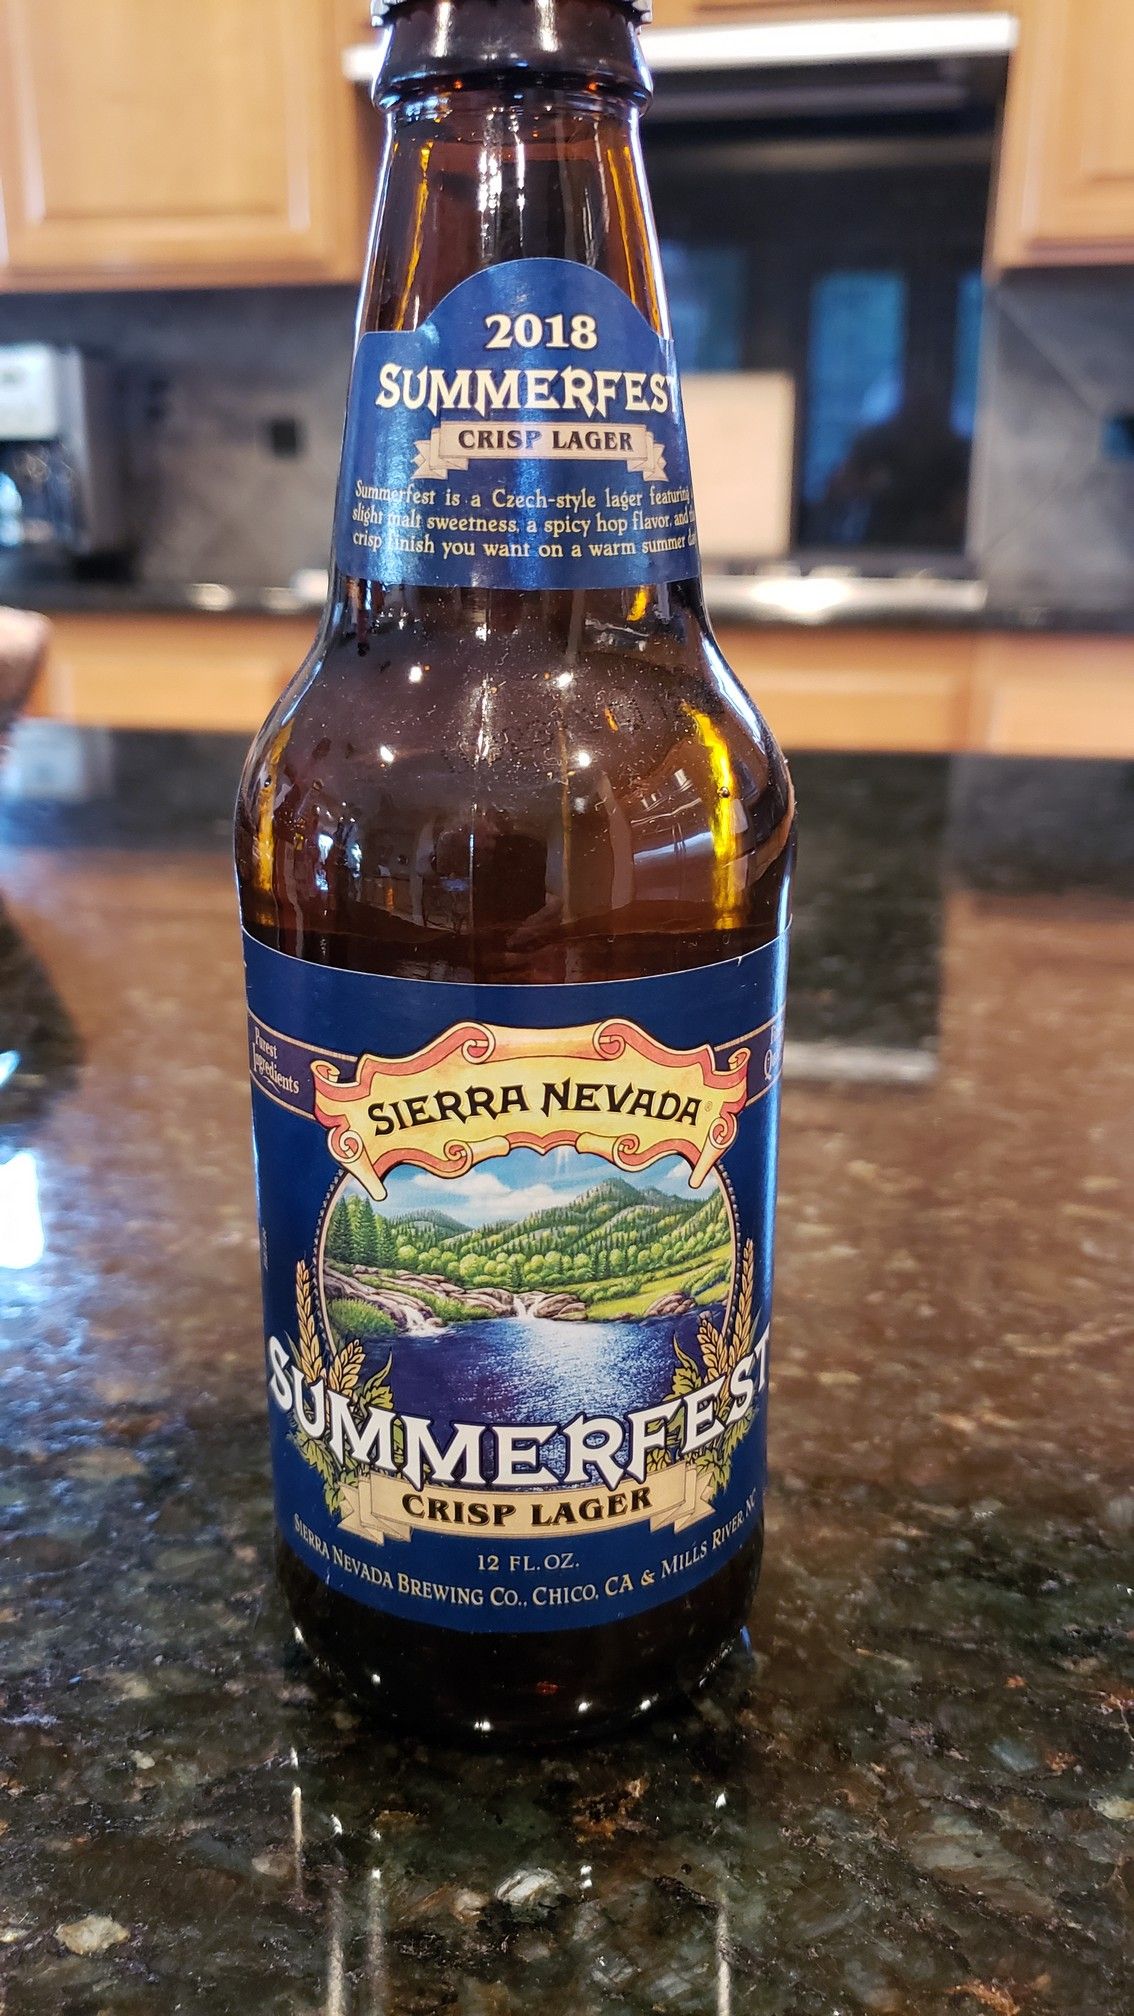 2018
SUMMERFEST
CRISP LAGER
Summerfest is a Czech-style lager featuring
slight malt sweetness, a spicy hop flavor, and
crisp finish you want on a warm summer
Purest
Ingredients
SIERRA NEVADA®
SUMMERFEST
CRISP LAGER
12 FL. OZ.
SIERRA NEVADA BREWING CO., CHICO, CA & MILLS RIVER, NC